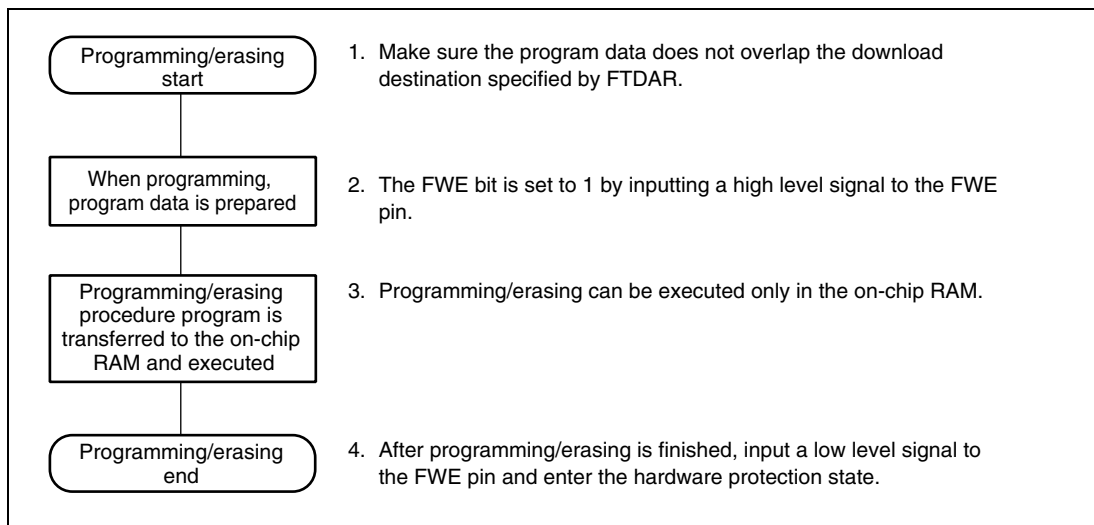 Programming/erasing
start
1. Make sure the program data does not overlap the download
destination specified by FTDAR.
When programming,
program data is prepared
2. The FWE bit is set to 1 by inputting a high level signal to the FWE
pin.
Programming/erasing
procedure program is
transferred to the on-chip
RAM and executed
3. Programming/erasing can be executed only in the on-chip RAM.
Programming/erasing
end
4. After programming/erasing is finished, input a low level signal to
the FWE pin and enter the hardware protection state.